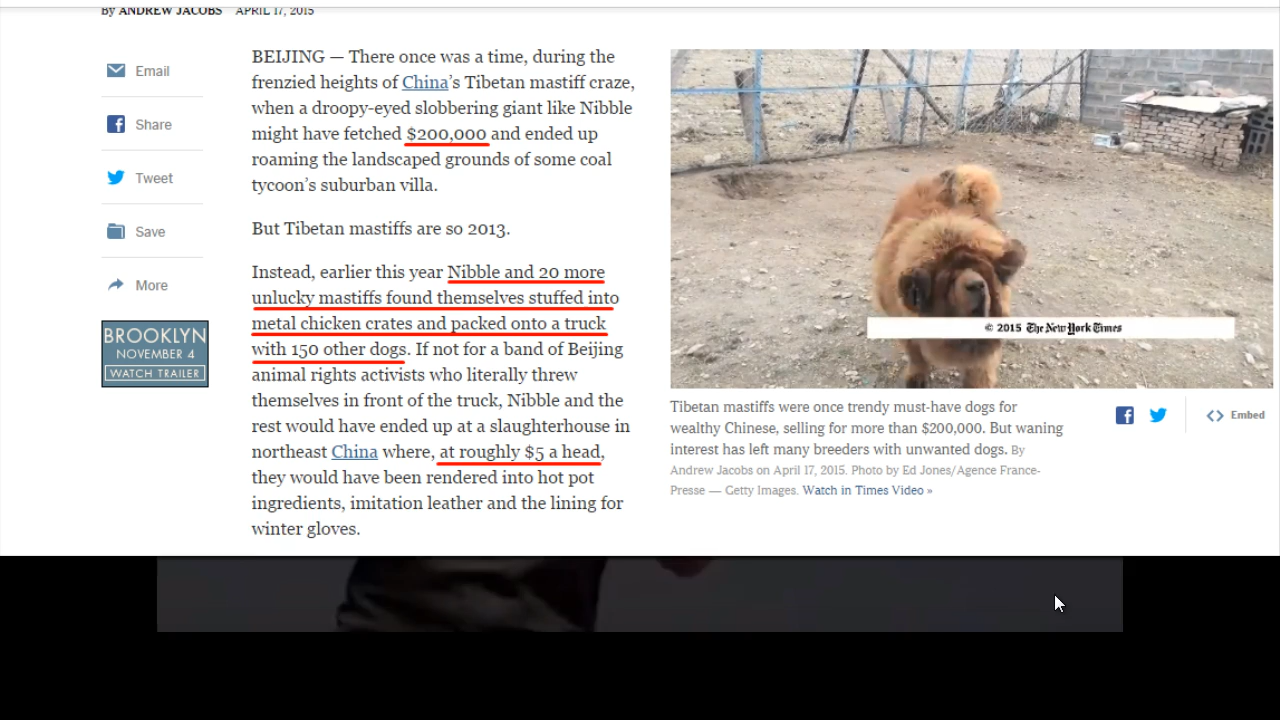 By ANDREW JACOBS APRIL 17, 2015
Email
Share
Tweet
Save
More
BROOKLYN
NOVEMBER 4
WATCH TRAILER
BEIJING — There once was a time, during the
frenzied heights of China’s Tibetan mastiff craze,
when a droopy-eyed slobbering giant like Nibble
might have fetched $200,000 and ended up
roaming the landscaped grounds of some coal
tycoon’s suburban villa.
But Tibetan mastiffs are so 2013.
Instead, earlier this year Nibble and 20 more
unlucky mastiffs found themselves stuffed into
metal chicken crates and packed onto a truck
with 150 other dogs. If not for a band of Beijing
animal rights activists who literally threw
themselves in front of the truck, Nibble and the
rest would have ended up at a slaughterhouse in
northeast China where, at roughly $5 a head,
they would have been rendered into hot pot
ingredients, imitation leather and the lining for
winter gloves.
© 2015 The New York Times
Tibetan mastiffs were once trendy must-have dogs for
wealthy Chinese, selling for more than $200,000. But waning
interest has left many breeders with unwanted dogs. By
Andrew Jacobs on April 17, 2015. Photo by Ed Jones/Agence France-
Presse — Getty Images. Watch in Times Video »
Embed